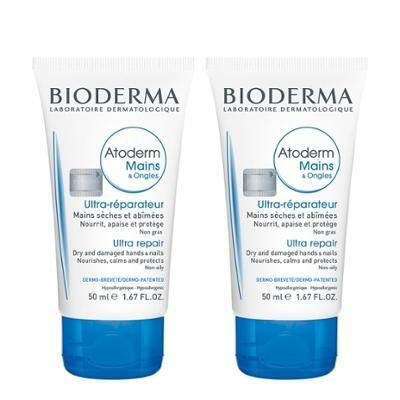 BIODERMA
LABORATOIRE DERMATOLOGIQUE
Atoderm
Mains
& Ongles
Ultra-réparateur
Mains sèches et abîmées
Nourrit, apaise et protège
Non gras
Ultra repair
Dry and damaged hands & nails
Nourishes, calms and protects
Non-oily
DERMO-BREVETÉ/DERMO-PATENTED
Hypoallergénique - Hypoallergenic
50 ml e 1.67 FL.OZ.
BIODERMA
LABORATOIRE DERMATOLOGIQUE
Atoderm
Mains
& Ongles
Ultra-réparateur
Mains sèches et abîmées
Nourrit, apaise et protège
Non gras
Ultra repair
Dry and damaged hands & nails
Nourishes, calms and protects
Non-oily
DERMO-BREVETÉ/DERMO-PATENTED
Hypoallergénique - Hypoallergenic
50 ml e 1.67 FL.OZ.